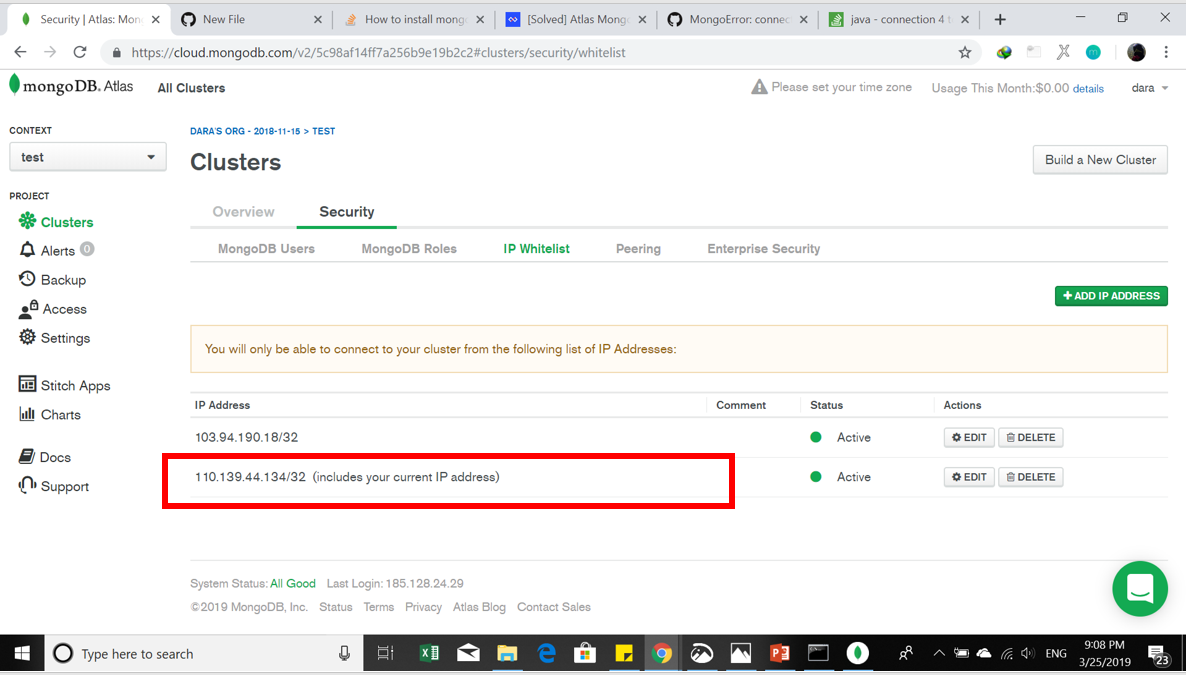 Security | Atlas: Mon
New File
How to install mong
[Solved] Atlas Mong
MongoError: connec
java - connection 4 t
https://cloud.mongodb.com/v2/5c98af14ff7a256b9e19b2c2#clusters/security/whitelist
mongoDB. Atlas
All Clusters
Please set your time zone
Usage This Month:$0.00 details
dara
CONTEXT
test
PROJECT
Clusters
Alerts 0
Backup
Access
Settings
Stitch Apps
Charts
Docs
Support
DARA'S ORG - 2018-11-15 > TEST
Clusters
Build a New Cluster
Overview Security
MongoDB Users MongoDB Roles IP Whitelist Peering Enterprise Security
+ ADD IP ADDRESS
You will only be able to connect to your cluster from the following list of IP Addresses:
IP Address Comment Status Actions
103.94.190.18/32 Active EDIT DELETE
110.139.44.134/32 (includes your current IP address) Active EDIT DELETE
System Status: All Good Last Login: 185.128.24.29
©2019 MongoDB, Inc. Status Terms Privacy Atlas Blog Contact Sales
Type here to search
ENG
9:08 PM
3/25/2019
23